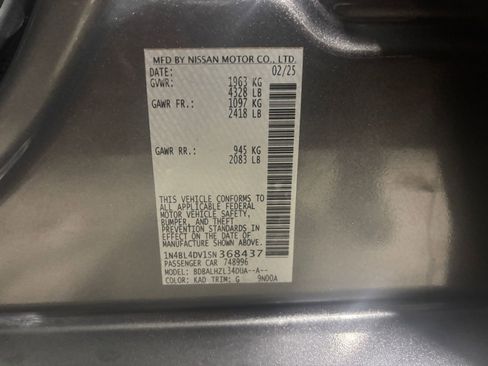 MFD BY NISSAN MOTOR CO., LTD.
DATE: 02/25
GVWR: 1963 KG
4328 LB
GAWR FR.: 1097 KG
2418 LB
GAWR RR.: 945 KG
2083 LB
THIS VEHICLE CONFORMS TO
ALL APPLICABLE FEDERAL
MOTOR VEHICLE SAFETY,
BUMPER, AND THEFT
PREVENTION STANDARDS
IN EFFECT ON THE DATE OF
MANUFACTURE SHOWN ABOVE.
1N4BL4DV1SN368437
PASSENGER CAR 748996
MODEL: BDBALHZL34DUA--A--
COLOR: KAD TRIM: G 9N00A